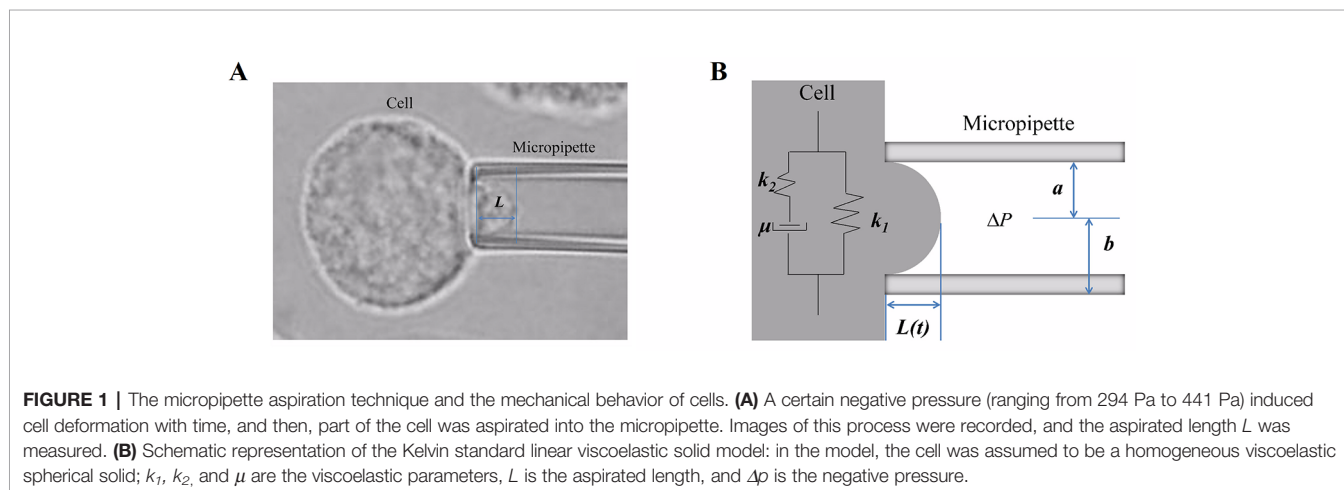 A
Cell
Micropipette
L
B
Cell
k2
μ
k1
Micropipette
a
ΔP
b
L(t)
FIGURE 1 | The micropipette aspiration technique and the mechanical behavior of cells. (A) A certain negative pressure (ranging from 294 Pa to 441 Pa) induced
cell deformation with time, and then, part of the cell was aspirated into the micropipette. Images of this process were recorded, and the aspirated length L was
measured. (B) Schematic representation of the Kelvin standard linear viscoelastic solid model: in the model, the cell was assumed to be a homogeneous viscoelastic
spherical solid; k1, k2, and μ are the viscoelastic parameters, L is the aspirated length, and Δp is the negative pressure.